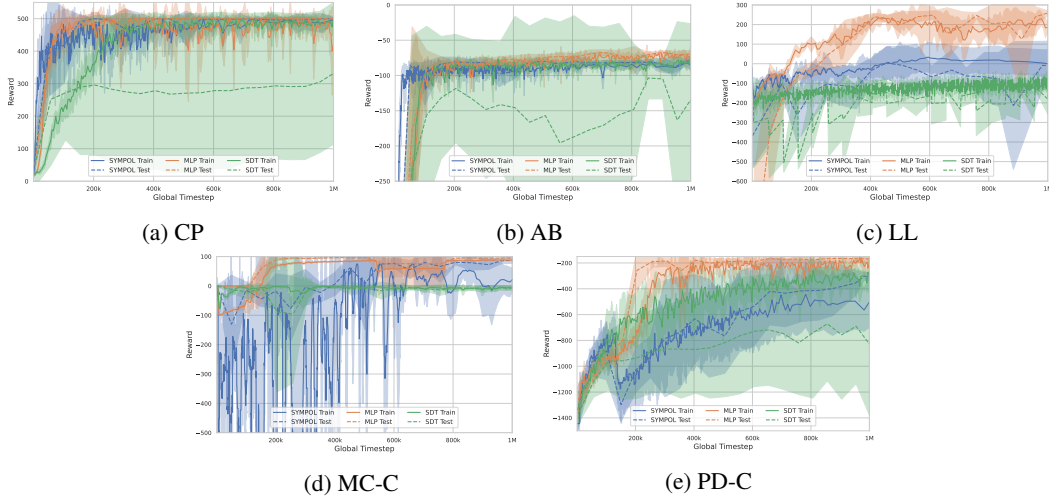 500
400
300
200
100
0
Reward
SYMPOL Train MLP Train SDT Train
SYMPOL Test MLP Test SDT Test
200k 400k 600k 800k 1M
Global Timestep
(a) CP
0
−50
−100
−150
−200
−250
Reward
SYMPOL Train MLP Train SDT Train
SYMPOL Test MLP Test SDT Test
200k 400k 600k 800k 1M
Global Timestep
(b) AB
300
200
100
0
−100
−200
−300
−400
−500
−600
Reward
SYMPOL Train MLP Train SDT Train
SYMPOL Test MLP Test SDT Test
200k 400k 600k 800k 1M
Global Timestep
(c) LL
100
0
−100
−200
−300
−400
−500
Reward
SYMPOL Train MLP Train SDT Train
SYMPOL Test MLP Test SDT Test
200k 400k 600k 800k 1M
Global Timestep
(d) MC-C
−200
−400
−600
−800
−1000
−1200
−1400
Reward
SYMPOL Train MLP Train SDT Train
SYMPOL Test MLP Test SDT Test
200k 400k 600k 800k 1M
Global Timestep
(e) PD-C